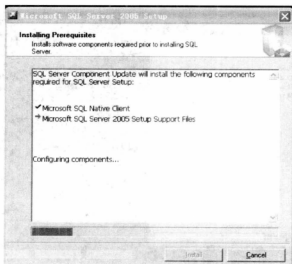 Microsoft SQL Server 2005 Setup
Installing Prerequisites
Installs software components required prior to installing SQL
Server.
SQL Server Component Update will install the following components
required for SQL Server Setup:
Microsoft SQL Native Client
Microsoft SQL Server 2005 Setup Support Files
Configuring components...
Install
Cancel